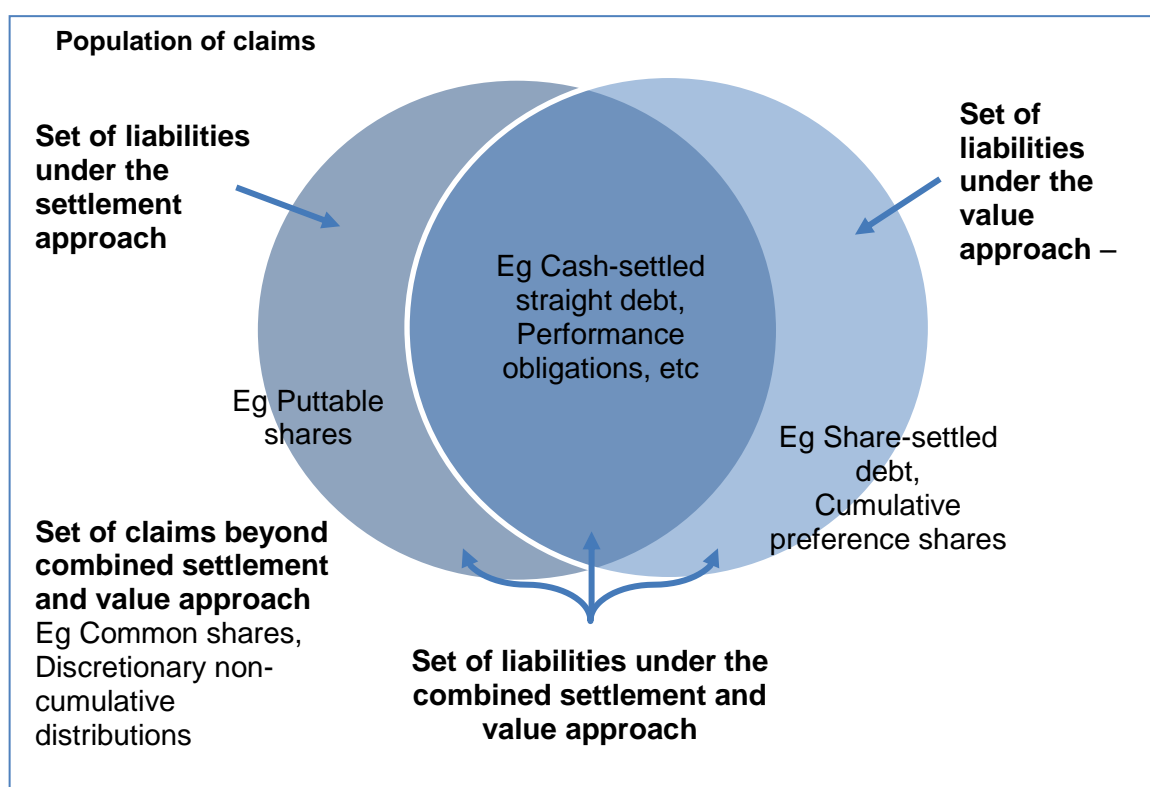 Population of claims
Set of liabilities
under the
settlement
approach
Set of
liabilities
under the
value
approach –
Eg Cash-settled
straight debt,
Performance
obligations, etc
Eg Puttable
shares
Eg Share-settled
debt,
Cumulative
preference shares
Set of claims beyond
combined settlement
and value approach
Eg Common shares,
Discretionary non-
cumulative
distributions
Set of liabilities under the
combined settlement and
value approach